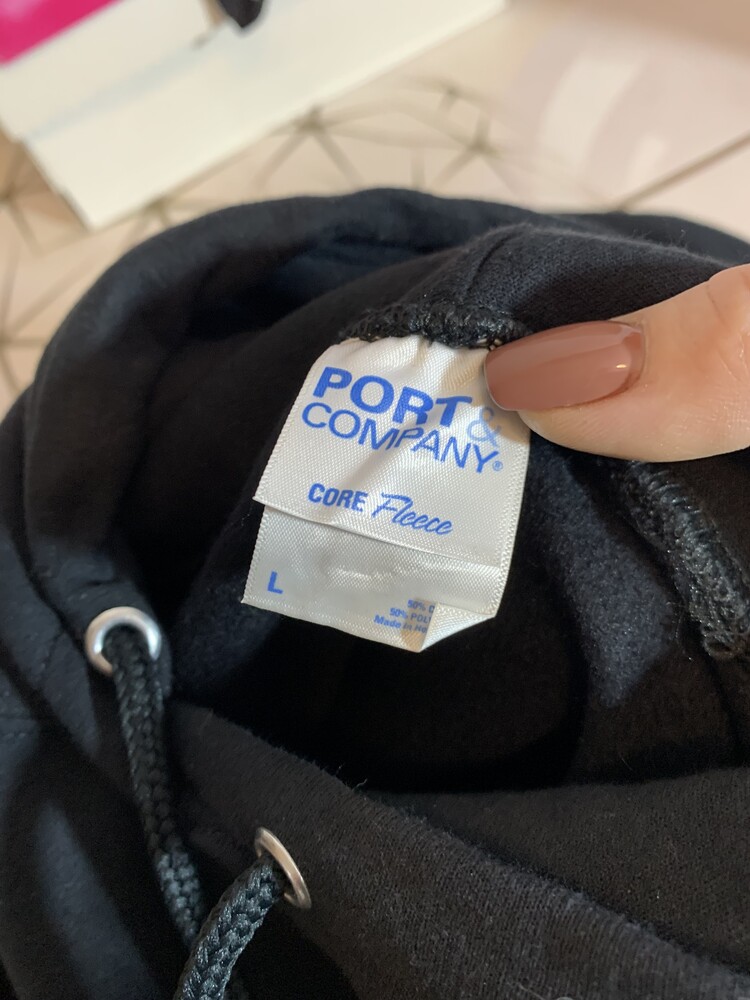 PORT &
COMPANY®
CORE Fleece
L
50%
50%
Made in